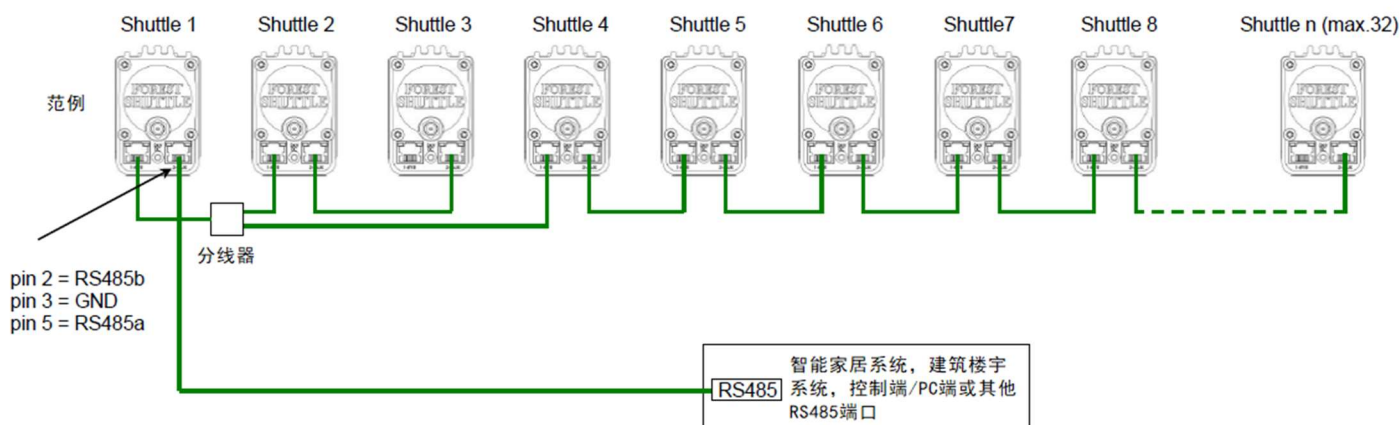 Shuttle 1
Shuttle 2
Shuttle 3
Shuttle 4
Shuttle 5
Shuttle 6
Shuttle7
Shuttle 8
Shuttle n (max.32)
范例
FOREST
SHUTTLE
FOREST
SHUTTLE
FOREST
SHUTTLE
FOREST
SHUTTLE
FOREST
SHUTTLE
FOREST
SHUTTLE
FOREST
SHUTTLE
FOREST
SHUTTLE
FOREST
SHUTTLE
分线器
pin 2 = RS485b
pin 3 = GND
pin 5 = RS485a
RS485
智能家居系统，建筑楼宇
系统，控制端/PC端或其他
RS485端口